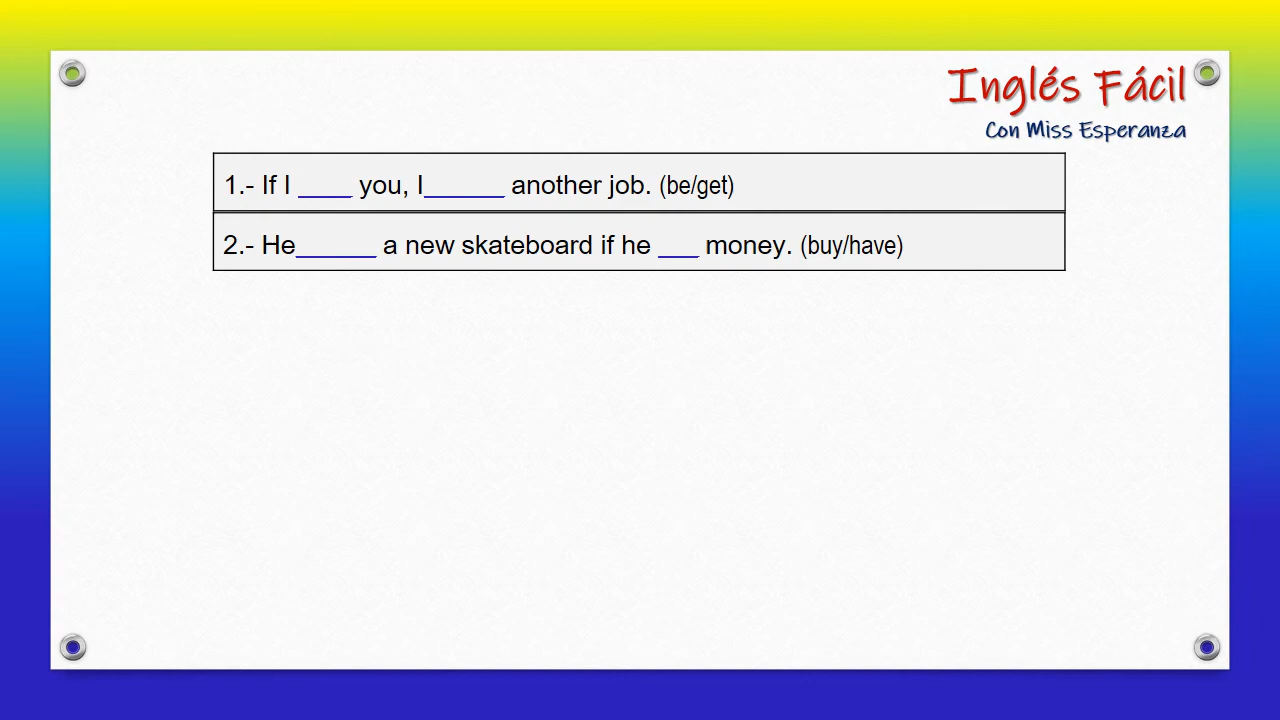 Inglés Fácil
Con Miss Esperanza
1.- If I ____ you, I______ another job. (be/get)
2.- He______ a new skateboard if he ___ money. (buy/have)